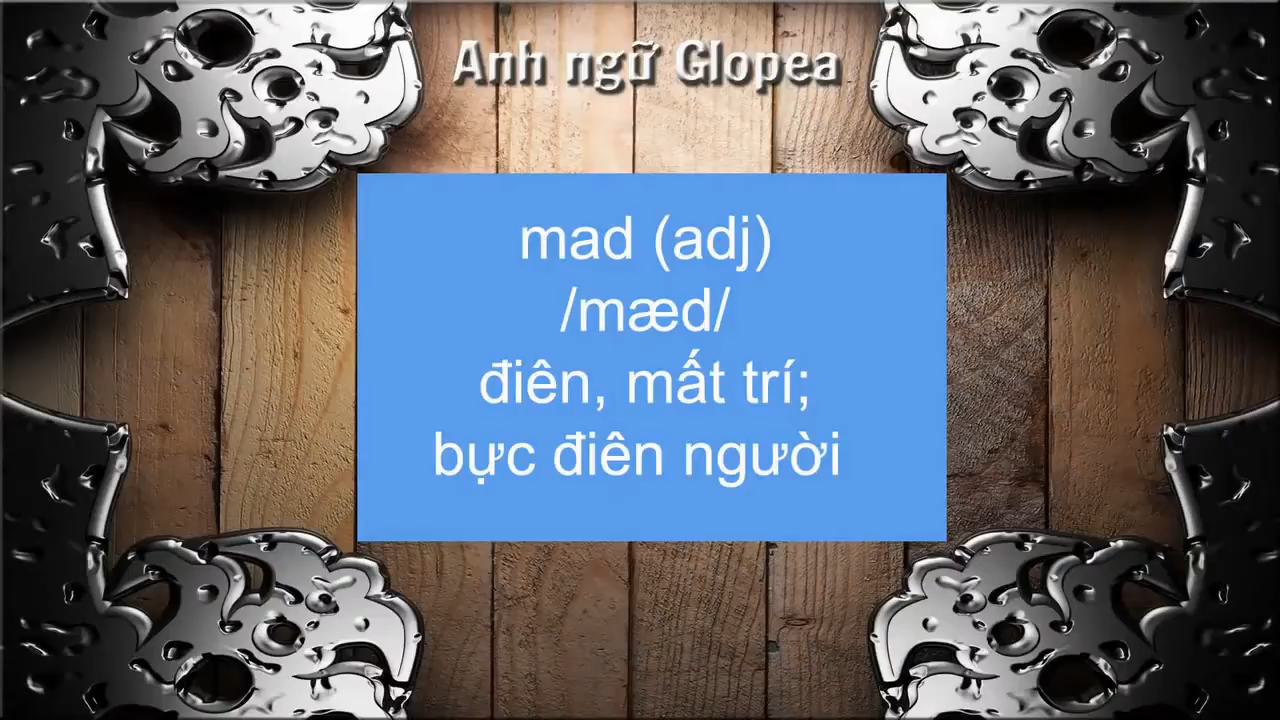 Anh ngữ Glopea
mad (adj)
/mæd/
điên, mất trí;
bực điên người